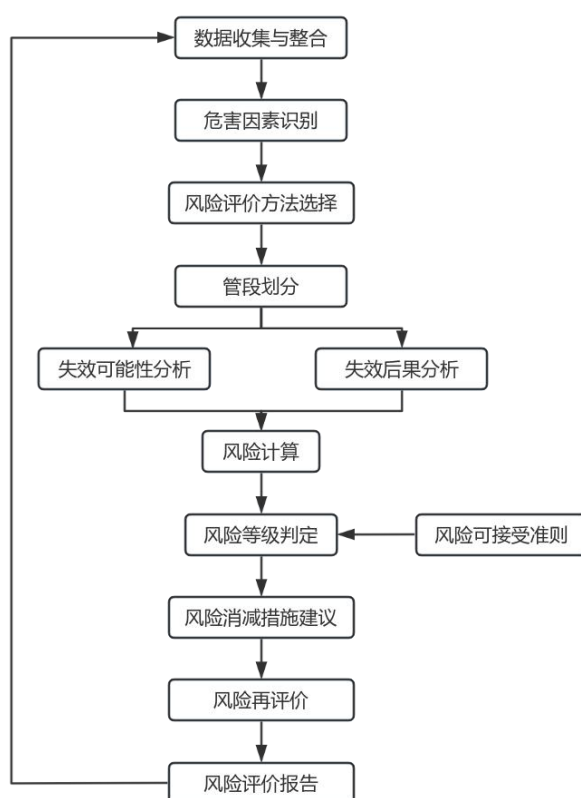 数据收集与整合
危害因素识别
风险评价方法选择
管段划分
失效可能性分析
失效后果分析
风险计算
风险等级判定
风险可接受准则
风险消减措施建议
风险再评价
风险评价报告